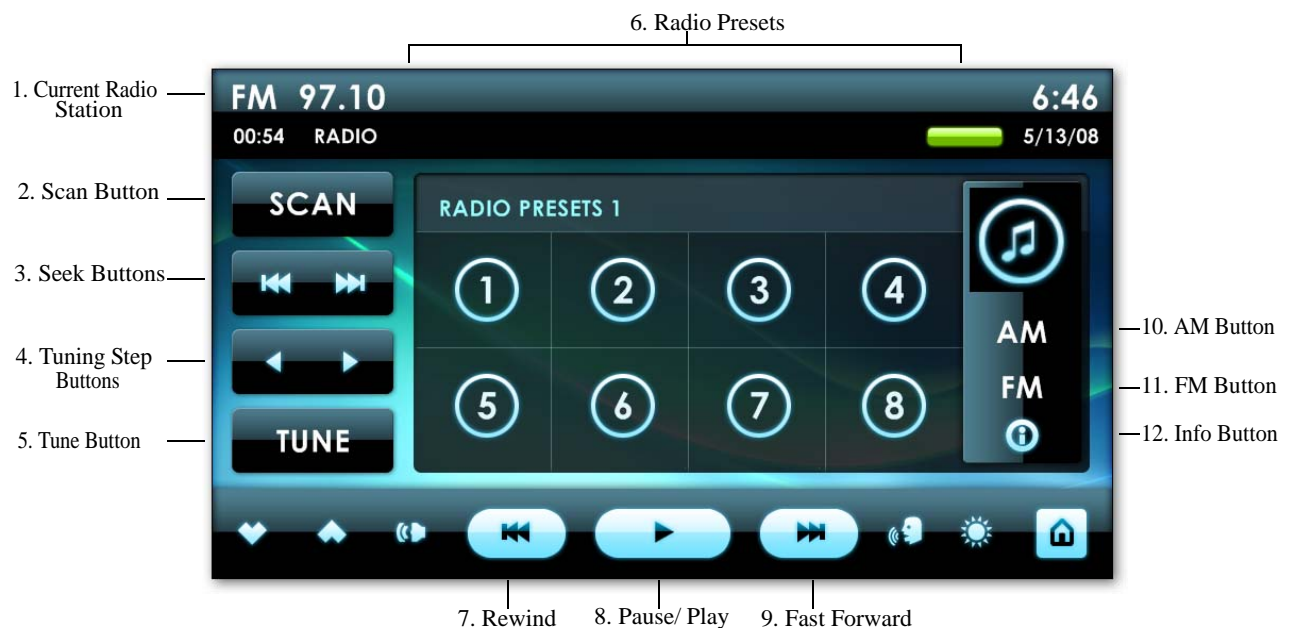 6. Radio Presets
1. Current Radio
Station
FM 97.10
6:46
00:54 RADIO
5/13/08
2. Scan Button
SCAN
RADIO PRESETS 1
3. Seek Buttons
1 2 3 4
AM
10. AM Button
4. Tuning Step
Buttons
FM
11. FM Button
5 6 7 8
5. Tune Button
TUNE
12. Info Button
7. Rewind
8. Pause/ Play
9. Fast Forward